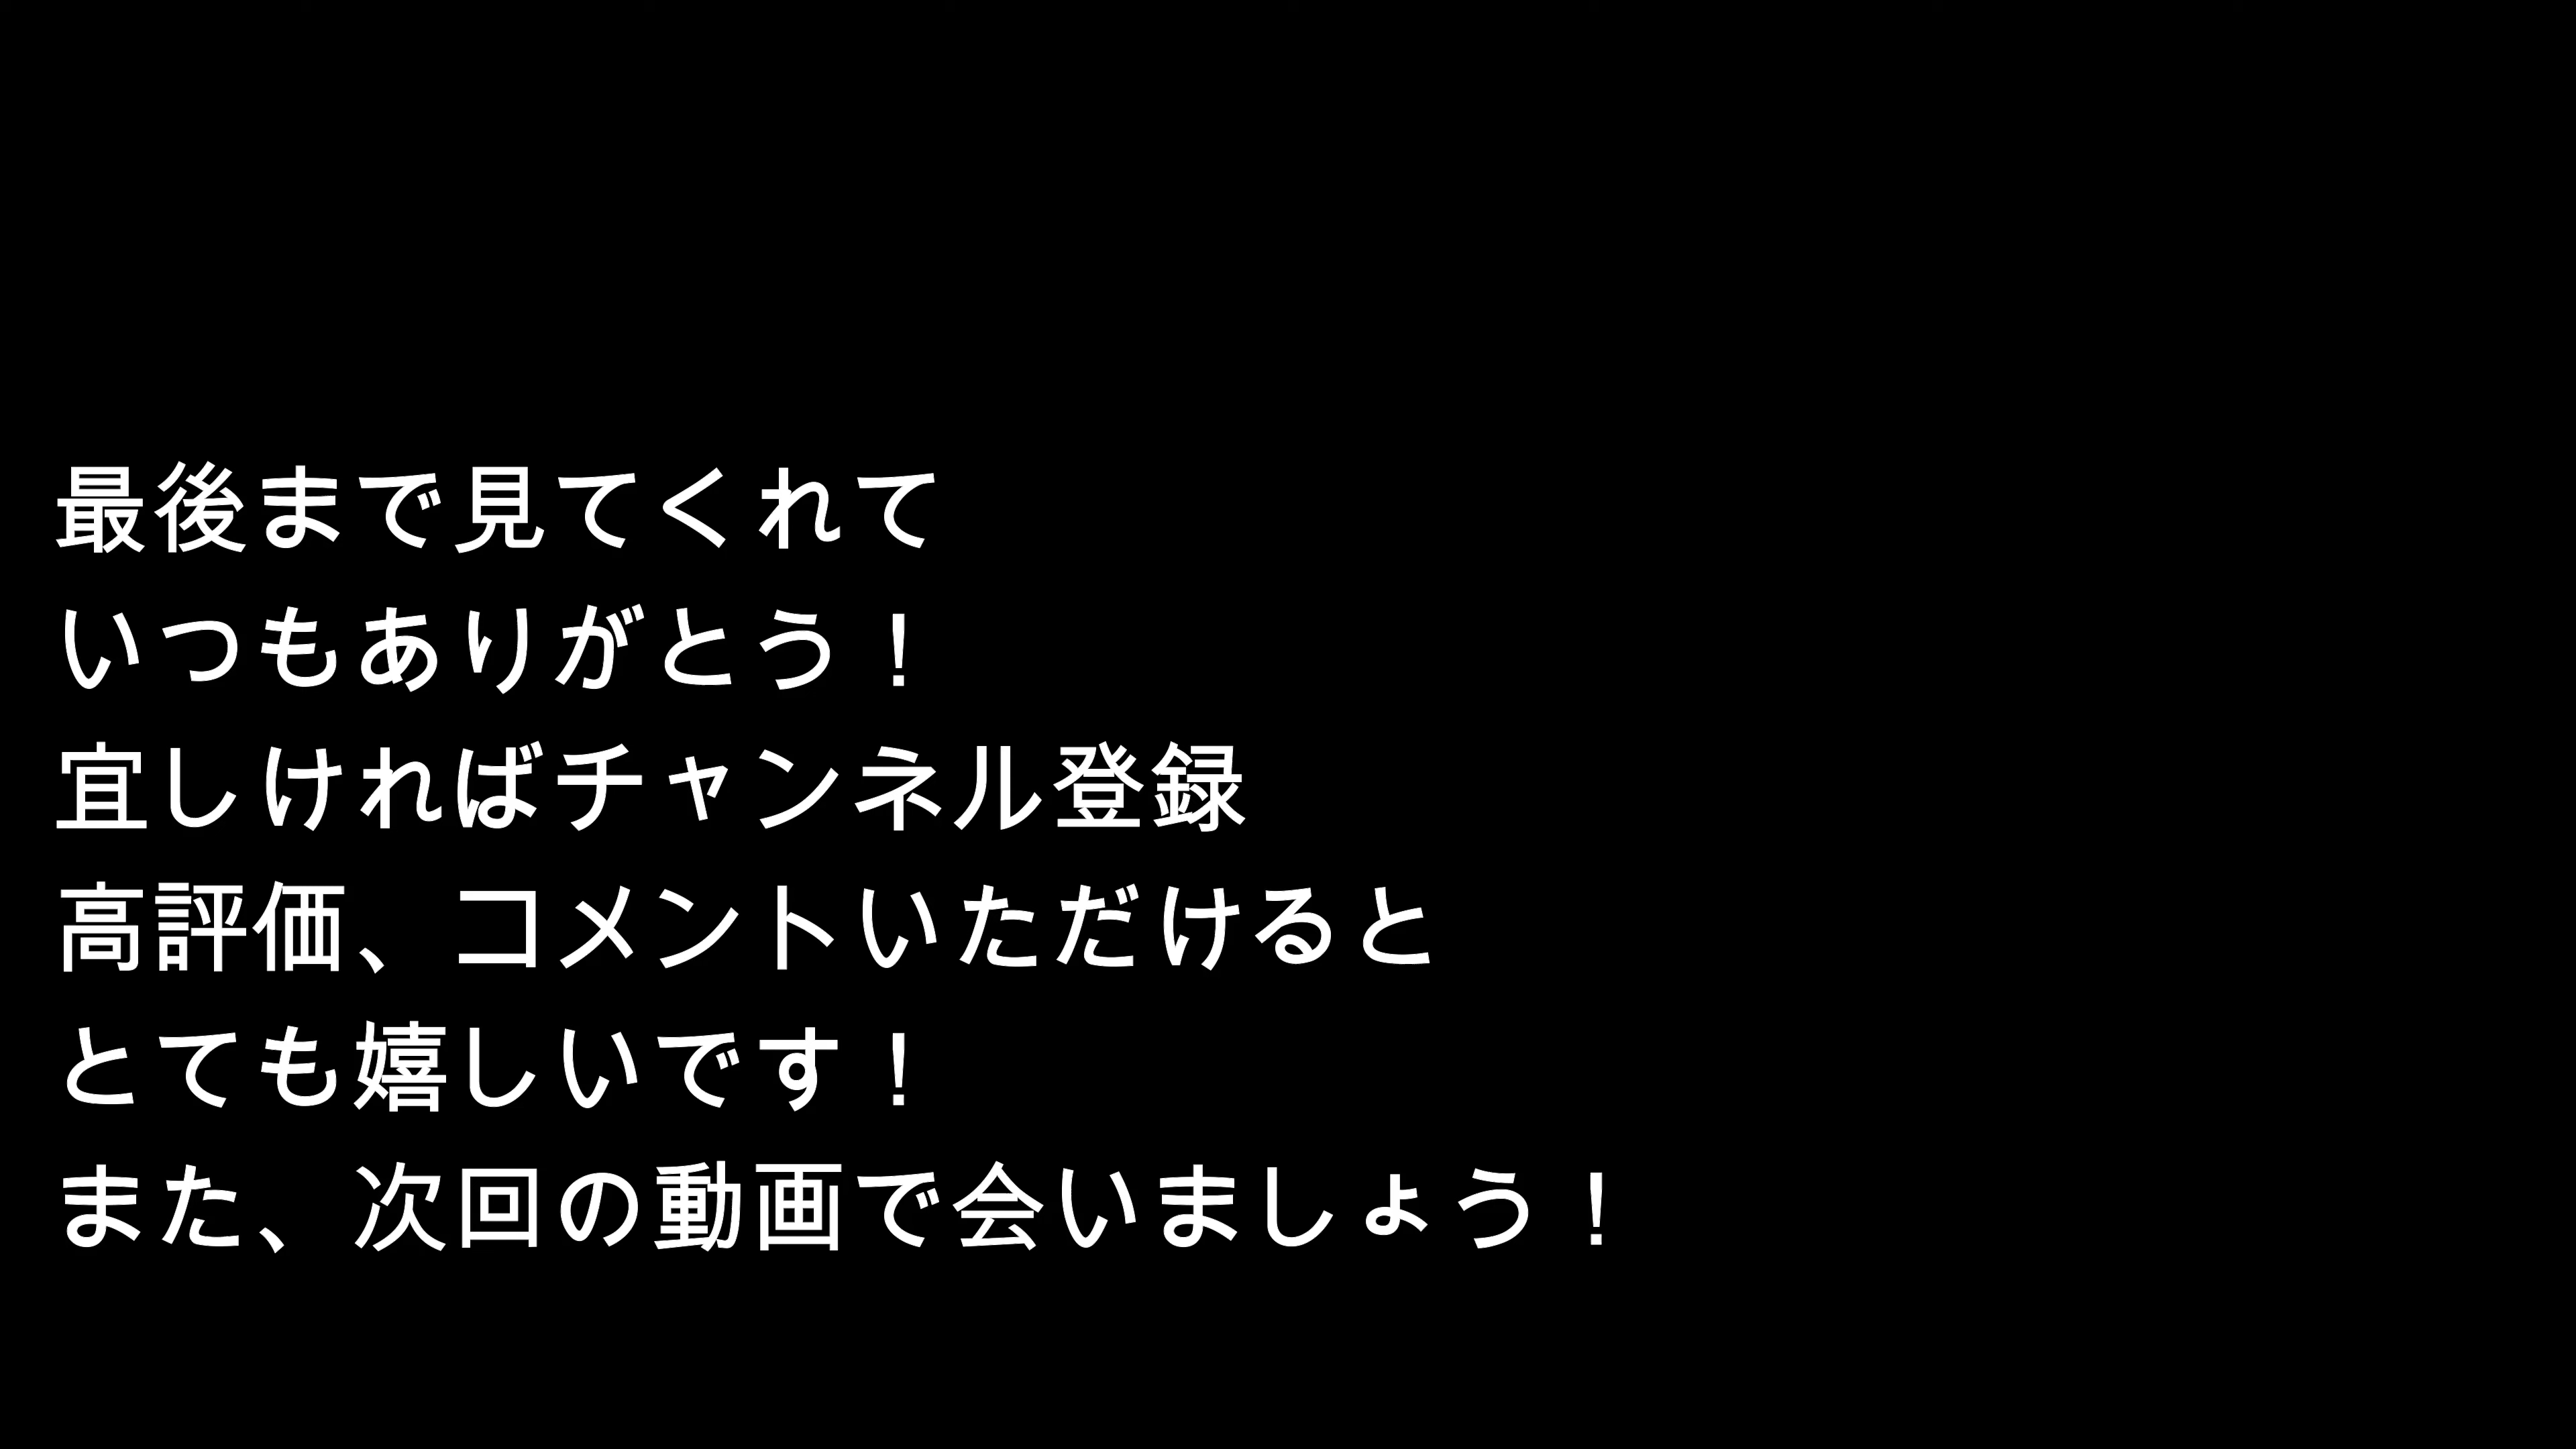 最後まで見てくれて
いつもありがとう！
宜しければチャンネル登録
高評価、コメントいただけると
とても嬉しいです！
また、次回の動画で会いましょう！